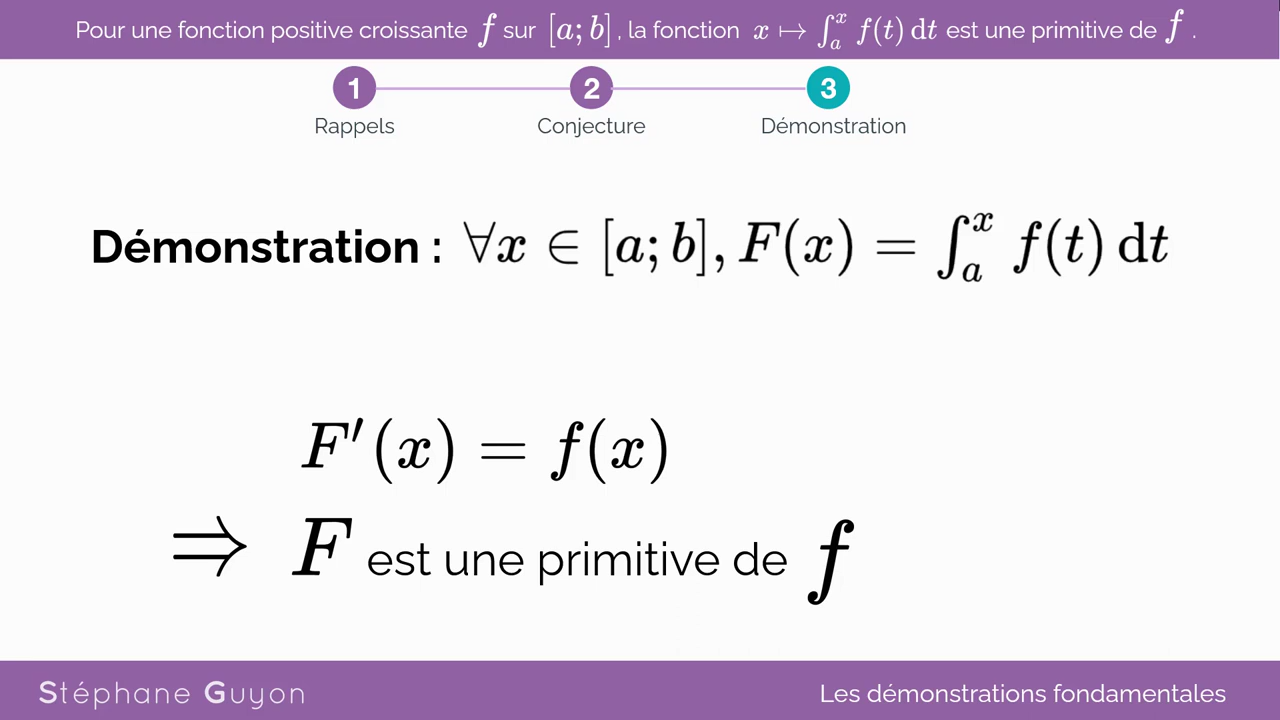 Pour une fonction positive croissante f sur [a; b], la fonction x ↦ ∫ₐˣ f(t) dt est une primitive de f .
1 2 3
Rappels Conjecture Démonstration
Démonstration : ∀x ∈ [a; b], F(x) = ∫ₐˣ f(t) dt
F′(x) = f(x)
⇒ F est une primitive de f
Stéphane Guyon Les démonstrations fondamentales